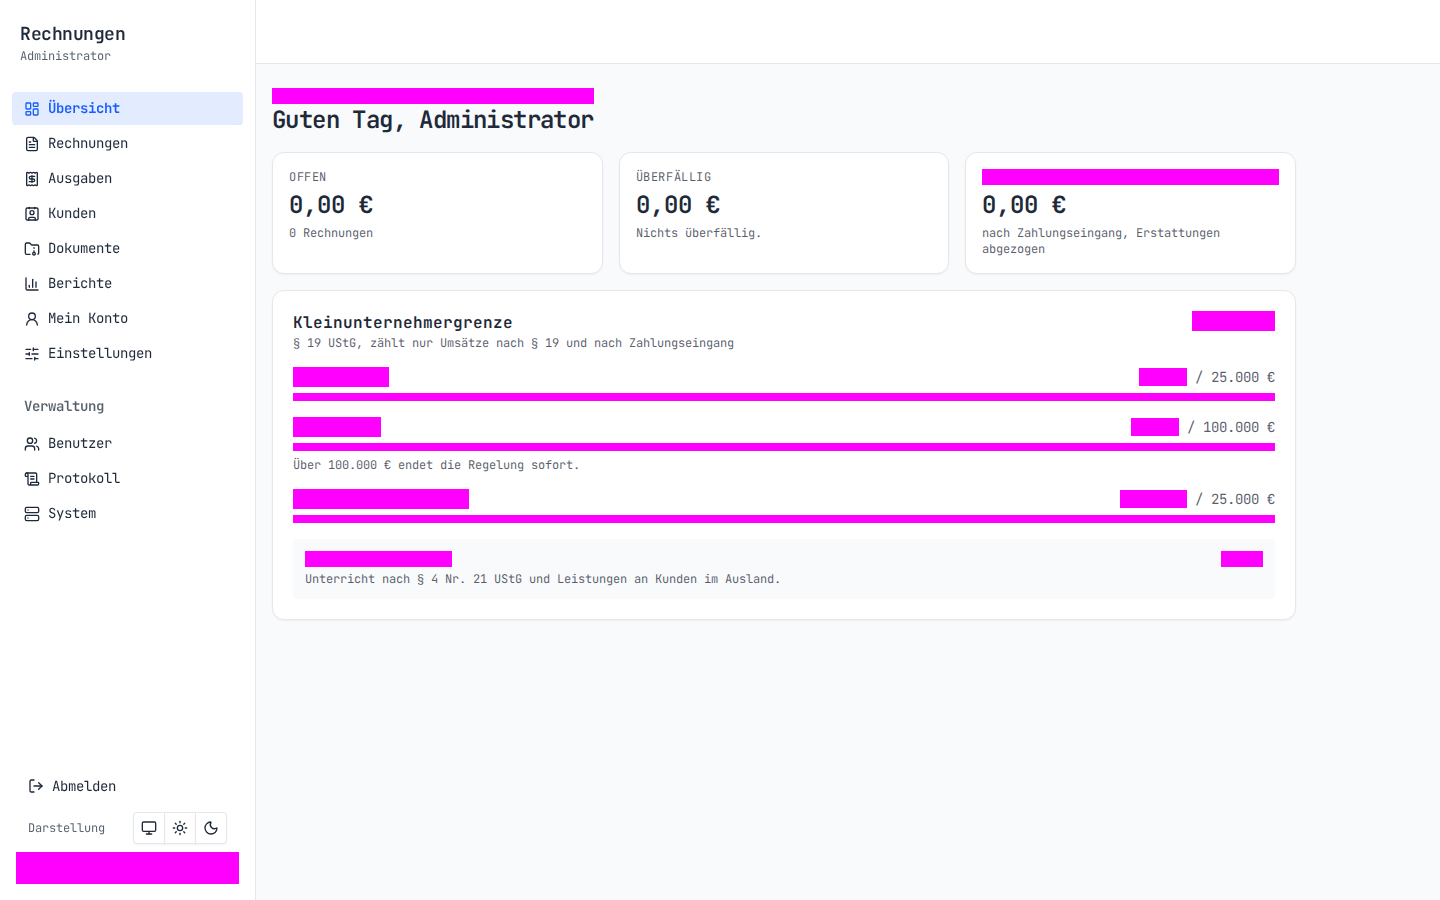 Rechnungen
Administrator
Übersicht
Rechnungen
Ausgaben
Kunden
Dokumente
Berichte
Mein Konto
Einstellungen
Verwaltung
Benutzer
Protokoll
System
Abmelden
Darstellung
Guten Tag, Administrator
OFFEN
0,00 €
0 Rechnungen
ÜBERFÄLLIG
0,00 €
Nichts überfällig.
0,00 €
nach Zahlungseingang, Erstattungen
abgezogen
Kleinunternehmergrenze
§ 19 UStG, zählt nur Umsätze nach § 19 und nach Zahlungseingang
/ 25.000 €
/ 100.000 €
Über 100.000 € endet die Regelung sofort.
/ 25.000 €
Unterricht nach § 4 Nr. 21 UStG und Leistungen an Kunden im Ausland.